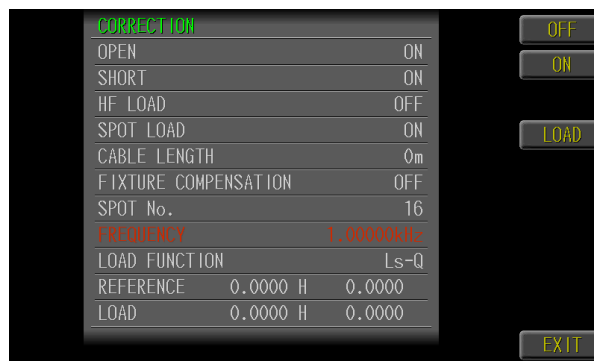 CORRECTION
OPEN ON
SHORT ON
HF LOAD OFF
SPOT LOAD ON
CABLE LENGTH 0m
FIXTURE COMPENSATION OFF
SPOT No. 16
FREQUENCY 1.00000kHz
LOAD FUNCTION Ls-Q
REFERENCE 0.0000 H 0.0000
LOAD 0.0000 H 0.0000
OFF
ON
LOAD
EXIT